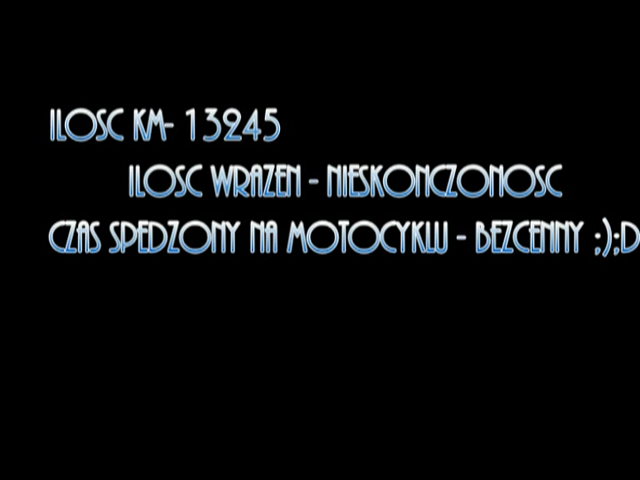 ILOSC KM- 13245
ILOSC WRAZEN - NIESKONCZONOSC
CZAS SPEDZONY NA MOTOCYKLU - BEZCENNY ;);D